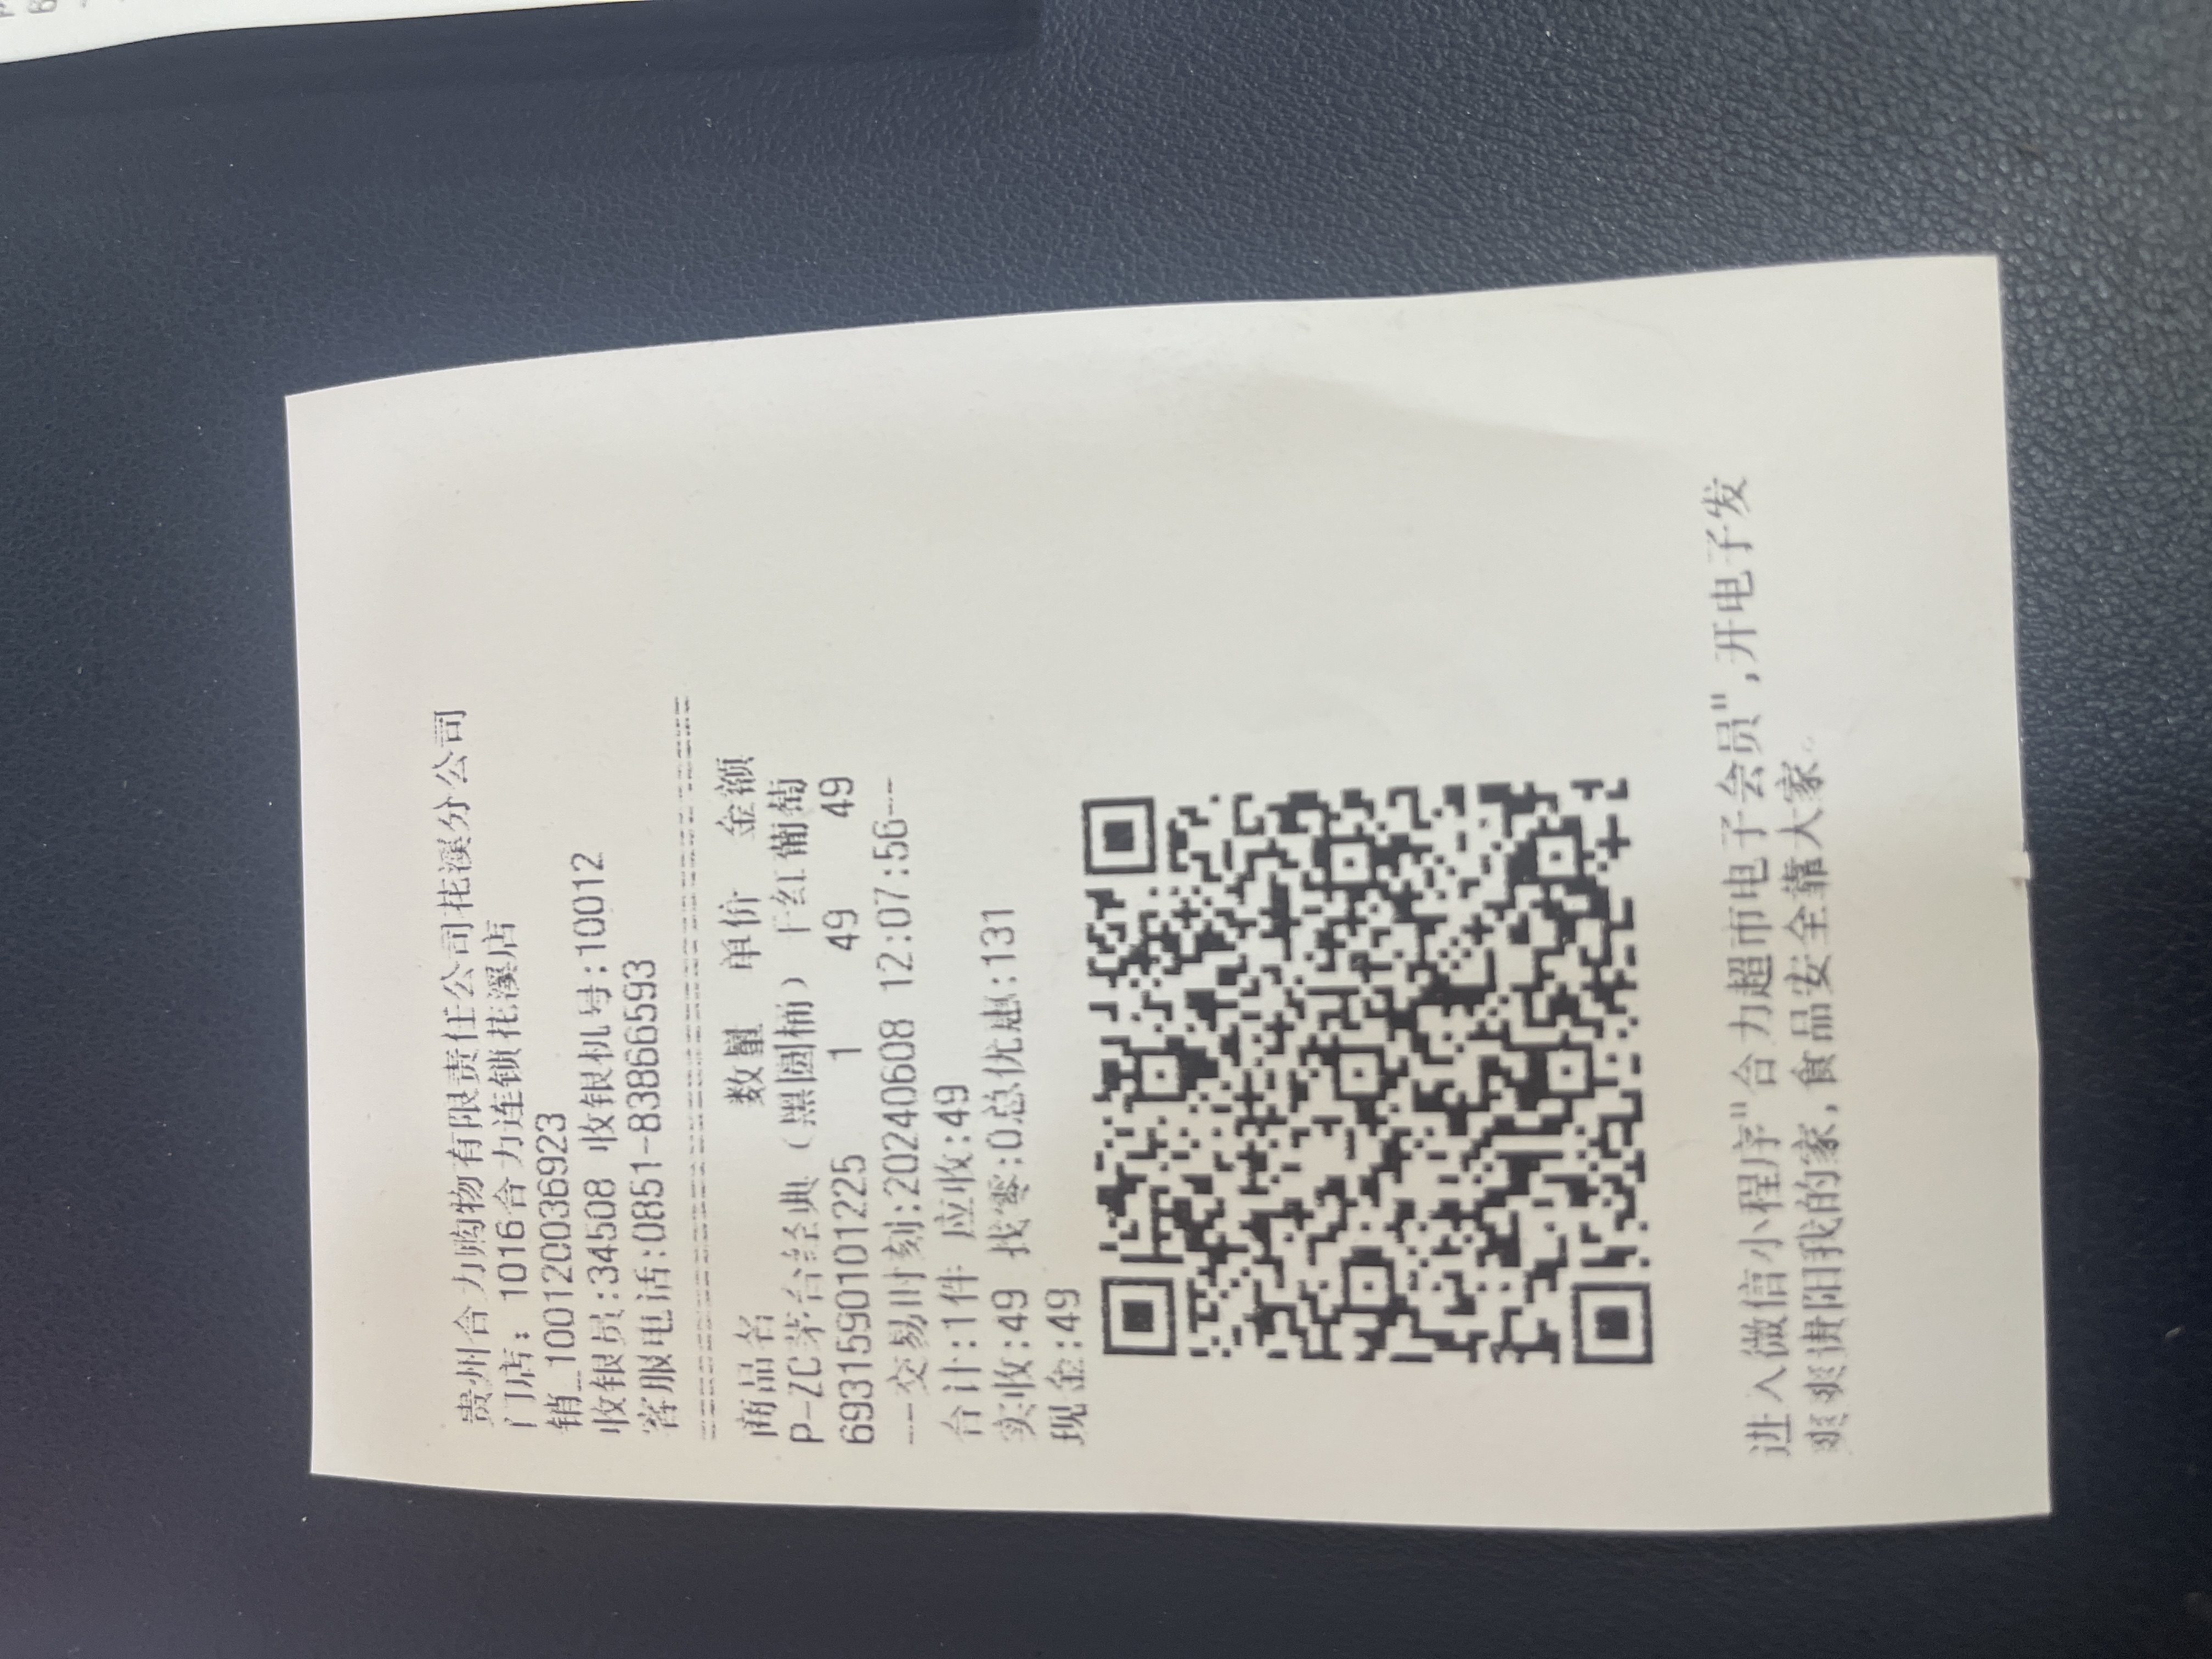 贵州合力购物有限责任公司花溪分公司
门店：1016合力连锁花溪店
销_1001200369​23
收银员:34508 收银机号:10012
客服电话:0851-83866593
商品名 数量 单价 金额
P-ZC茅台经典（黑圆桶）干红葡萄
6931590101225 1 49 49
--交易时刻:20240608 12:07:56--
合计:1件 应收:49
实收:49 找零:0总优惠:131
现金:49
进入微信小程序"合力超市电子会员",开电子发
爽爽贵阳我的家,食品安全靠大家。